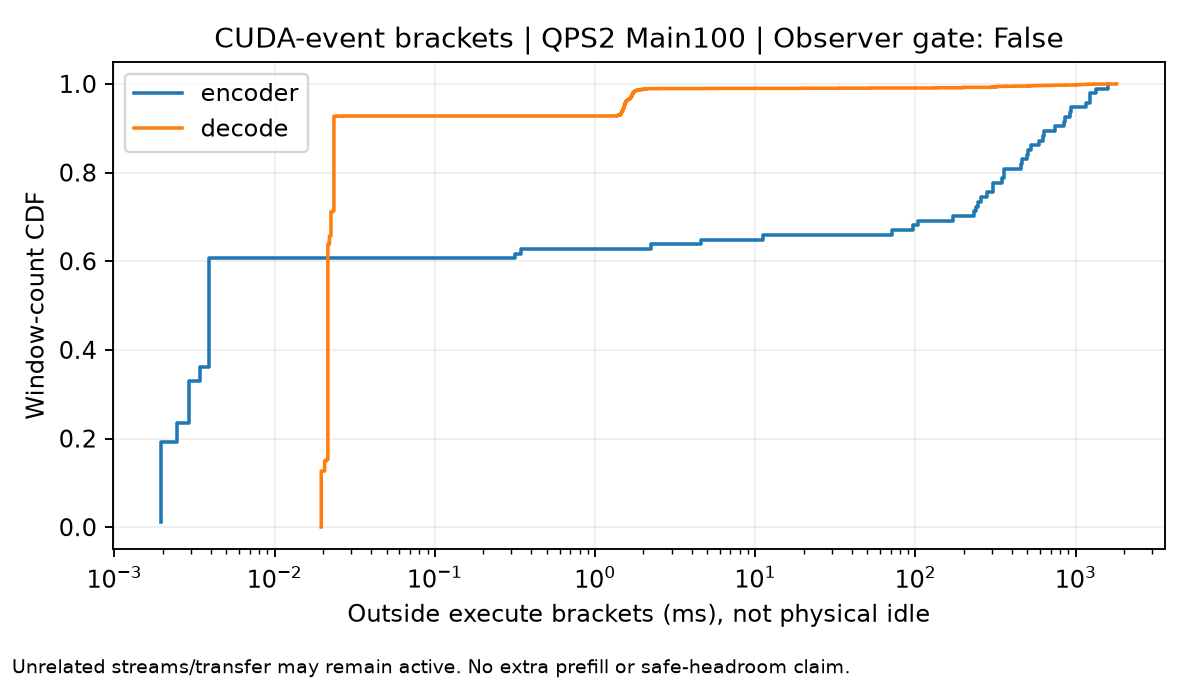 CUDA-event brackets | QPS2 Main100 | Observer gate: False
encoder
decode
Window-count CDF
1.0
0.8
0.6
0.4
0.2
0.0
10⁻³ 10⁻² 10⁻¹ 10⁰ 10¹ 10² 10³
Outside execute brackets (ms), not physical idle
Unrelated streams/transfer may remain active. No extra prefill or safe-headroom claim.